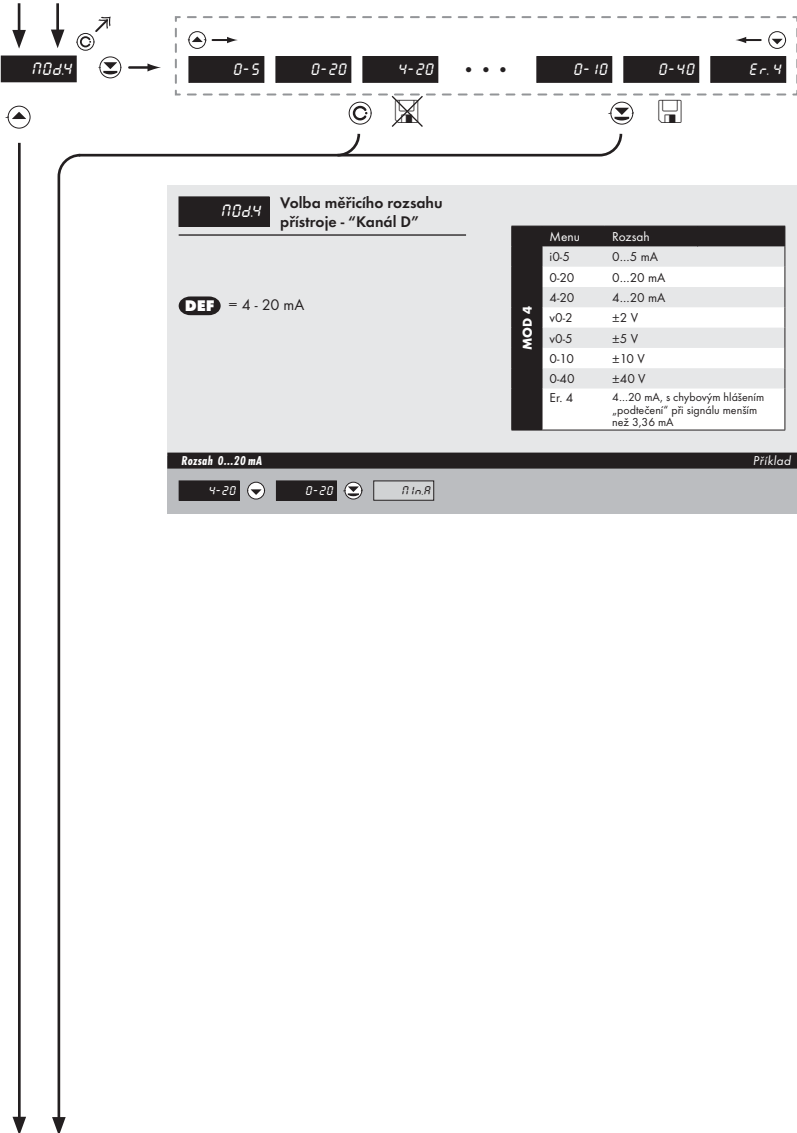 MOd.4
0-5 0-20 4-20 • • • 0-10 0-40 Er. 4
MOd.4
Volba měřicího rozsahu
přístroje - “Kanál D”
DEF = 4 - 20 mA
MOD 4
Menu Rozsah
i0-5 0...5 mA
0-20 0...20 mA
4-20 4...20 mA
v0-2 ±2 V
v0-5 ±5 V
0-10 ±10 V
0-40 ±40 V
Er. 4 4...20 mA, s chybovým hlášením
„podtečení“ při signálu menším
než 3,36 mA
Rozsah 0...20 mA Příklad
4-20 0-20 MIn.A